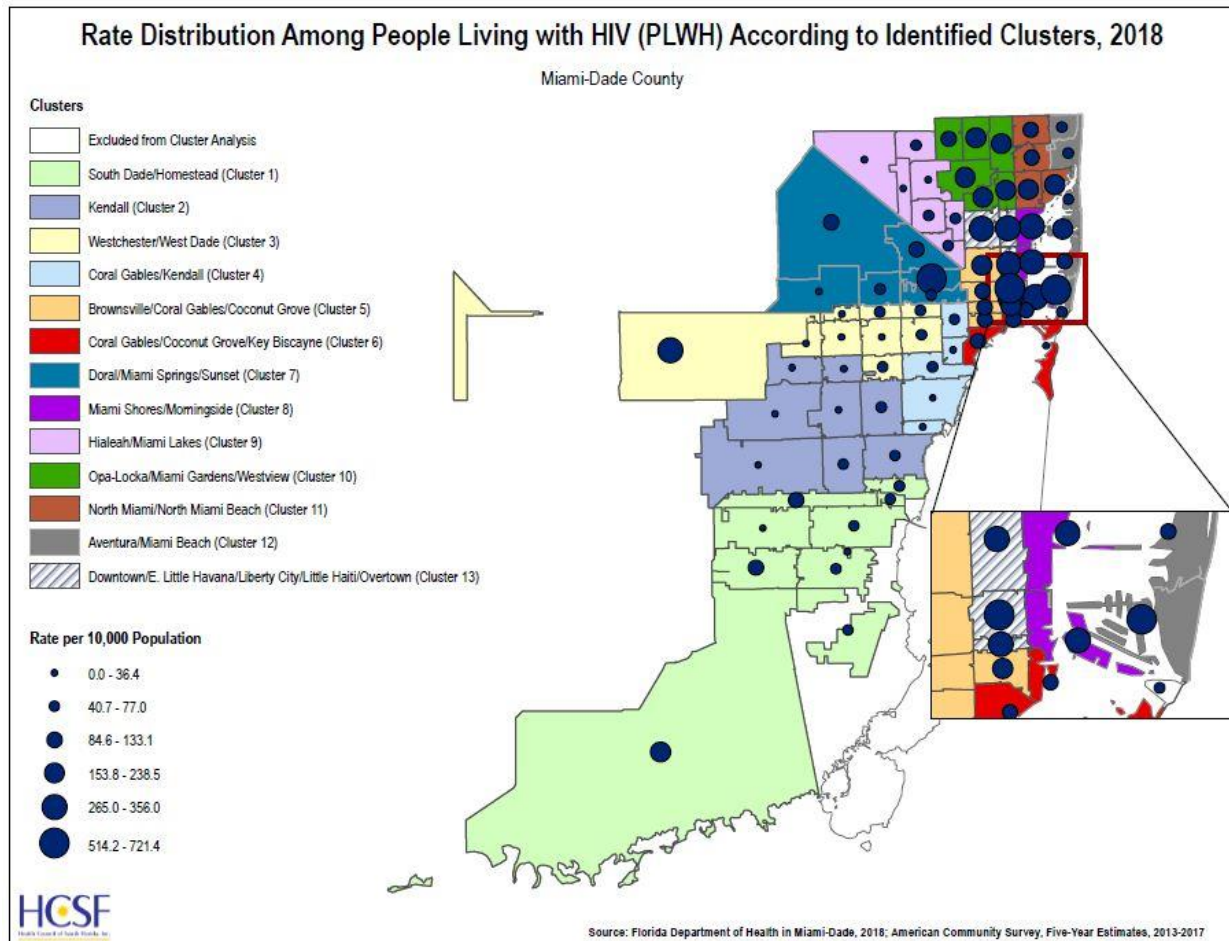 Rate Distribution Among People Living with HIV (PLWH) According to Identified Clusters, 2018
Miami-Dade County
Clusters
Excluded from Cluster Analysis
South Dade/Homestead (Cluster 1)
Kendall (Cluster 2)
Westchester/West Dade (Cluster 3)
Coral Gables/Kendall (Cluster 4)
Brownsville/Coral Gables/Coconut Grove (Cluster 5)
Coral Gables/Coconut Grove/Key Biscayne (Cluster 6)
Doral/Miami Springs/Sunset (Cluster 7)
Miami Shores/Morningside (Cluster 8)
Hialeah/Miami Lakes (Cluster 9)
Opa-Locka/Miami Gardens/Westview (Cluster 10)
North Miami/North Miami Beach (Cluster 11)
Aventura/Miami Beach (Cluster 12)
Downtown/E. Little Havana/Liberty City/Little Haiti/Overtown (Cluster 13)
Rate per 10,000 Population
0.0 - 36.4
40.7 - 77.0
84.6 - 133.1
153.8 - 238.5
265.0 - 356.0
514.2 - 721.4
HCSF
Health Council of South Florida, Inc.
Source: Florida Department of Health in Miami-Dade, 2018; American Community Survey, Five-Year Estimates, 2013-2017